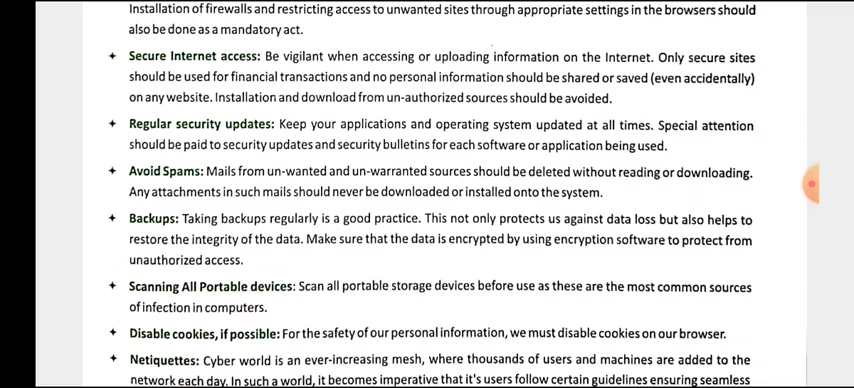 Installation of firewalls and restricting access to unwanted sites through appropriate settings in the browsers should
also be done as a mandatory act.
Secure Internet access: Be vigilant when accessing or uploading information on the Internet. Only secure sites
should be used for financial transactions and no personal information should be shared or saved (even accidentally)
on any website. Installation and download from un-authorized sources should be avoided.
Regular security updates: Keep your applications and operating system updated at all times. Special attention
should be paid to security updates and security bulletins for each software or application being used.
Avoid Spams: Mails from un-wanted and un-warranted sources should be deleted without reading or downloading.
Any attachments in such mails should never be downloaded or installed onto the system.
Backups: Taking backups regularly is a good practice. This not only protects us against data loss but also helps to
restore the integrity of the data. Make sure that the data is encrypted by using encryption software to protect from
unauthorized access.
Scanning All Portable devices: Scan all portable storage devices before use as these are the most common sources
of infection in computers.
Disable cookies, if possible: For the safety of our personal information, we must disable cookies on our browser.
Netiquettes: Cyber world is an ever-increasing mesh, where thousands of users and machines are added to the
network each day. In such a world, it becomes imperative that it's users follow certain guidelines ensuring seamless